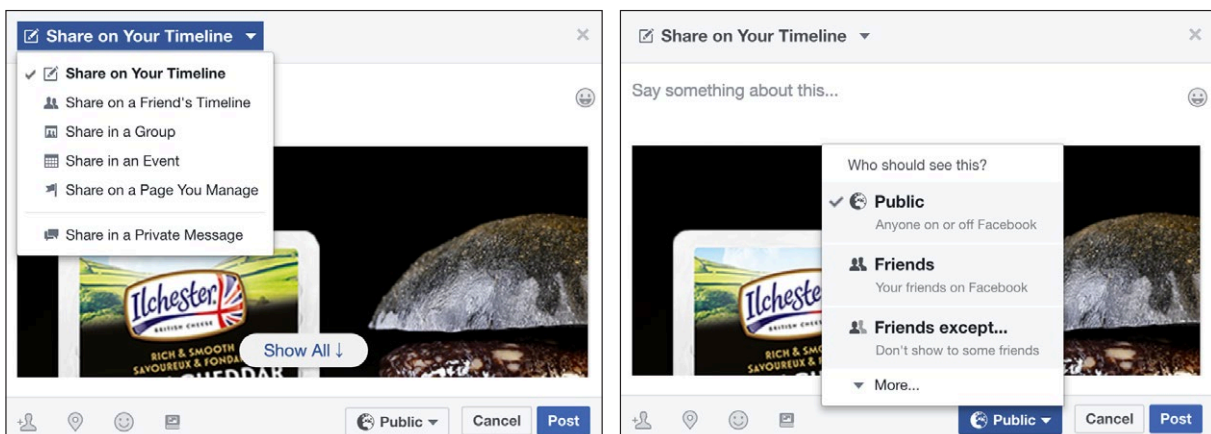 Share on Your Timeline
Share on Your Timeline
Share on a Friend's Timeline
Share in a Group
Share in an Event
Share on a Page You Manage
Share in a Private Message
Ilchester
BRITISH CHEESE
RICH & SMOOTH
SAVOUREUX & FONDA
CHEDDAR
Show All ↓
Public
Cancel
Post
Share on Your Timeline
Say something about this...
Who should see this?
Public
Anyone on or off Facebook
Friends
Your friends on Facebook
Friends except...
Don't show to some friends
More...
Ilcheste
BRITISH
RICH & SM
SAVOUREUX &
Public
Cancel
Post